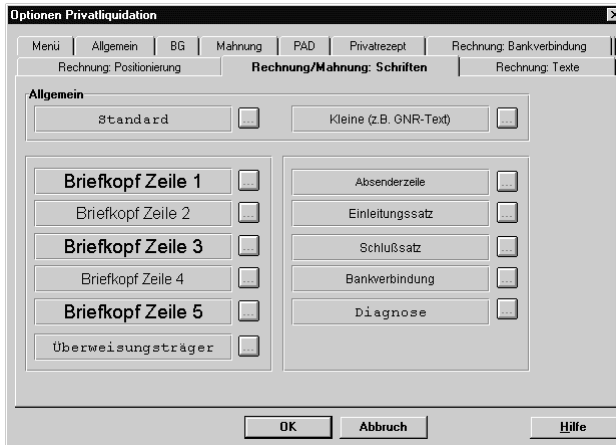 Optionen Privatliquidation
Menü Allgemein BG Mahnung PAD Privatrezept Rechnung: Bankverbindung
Rechnung: Positionierung Rechnung/Mahnung: Schriften Rechnung: Texte
Allgemein
Standard ... Kleine (z.B. GNR-Text) ...
Briefkopf Zeile 1 ... Absenderzeile ...
Briefkopf Zeile 2 ... Einleitungssatz ...
Briefkopf Zeile 3 ... Schlußsatz ...
Briefkopf Zeile 4 ... Bankverbindung ...
Briefkopf Zeile 5 ... Diagnose ...
Überweisungsträger ...
OK Abbruch Hilfe